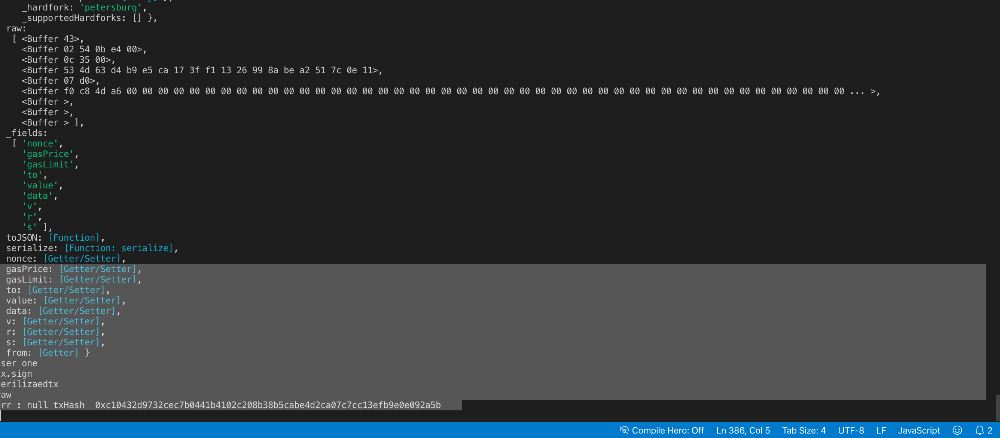 _hardfork: 'petersburg',
_supportedHardforks: [] },
raw:
[ <Buffer 43>,
<Buffer 02 54 0b e4 00>,
<Buffer 0c 35 00>,
<Buffer 53 4d 63 d4 b9 e5 ca 17 3f f1 13 26 99 8a be a2 51 7c 0e 11>,
<Buffer 07 d0>,
<Buffer f0 c8 4d a6 00 00 00 00 00 00 00 00 00 00 00 00 00 00 00 00 00 00 00 00 00 00 00 00 00 00 00 00 00 00 00 00 00 00 00 00 00 00 00 00 00 00 00 00 00 00 ... >,
<Buffer >,
<Buffer >,
<Buffer > ],
_fields:
[ 'nonce',
'gasPrice',
'gasLimit',
'to',
'value',
'data',
'v',
'r',
's' ],
toJSON: [Function],
serialize: [Function: serialize],
nonce: [Getter/Setter],
gasPrice: [Getter/Setter],
gasLimit: [Getter/Setter],
to: [Getter/Setter],
value: [Getter/Setter],
data: [Getter/Setter],
v: [Getter/Setter],
r: [Getter/Setter],
s: [Getter/Setter],
from: [Getter] }
user one
x.sign
erilizaedtx
raw
err : null txHash 0xc10432d9732cec7b0441b4102c208b38b5cabe4d2ca07c7cc13efb9e0e092a5b
Compile Hero: Off Ln 386, Col 5 Tab Size: 4 UTF-8 LF JavaScript 2